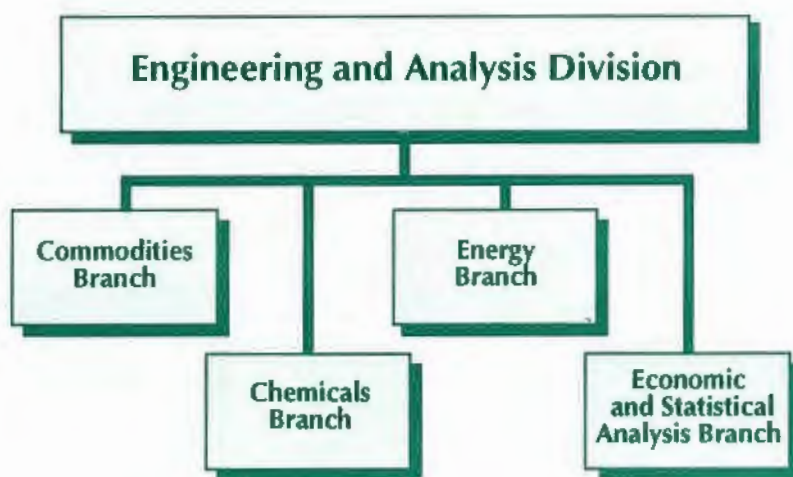 Engineering and Analysis Division
Commodities
Branch
Energy
Branch
Chemicals
Branch
Economic
and Statistical
Analysis Branch